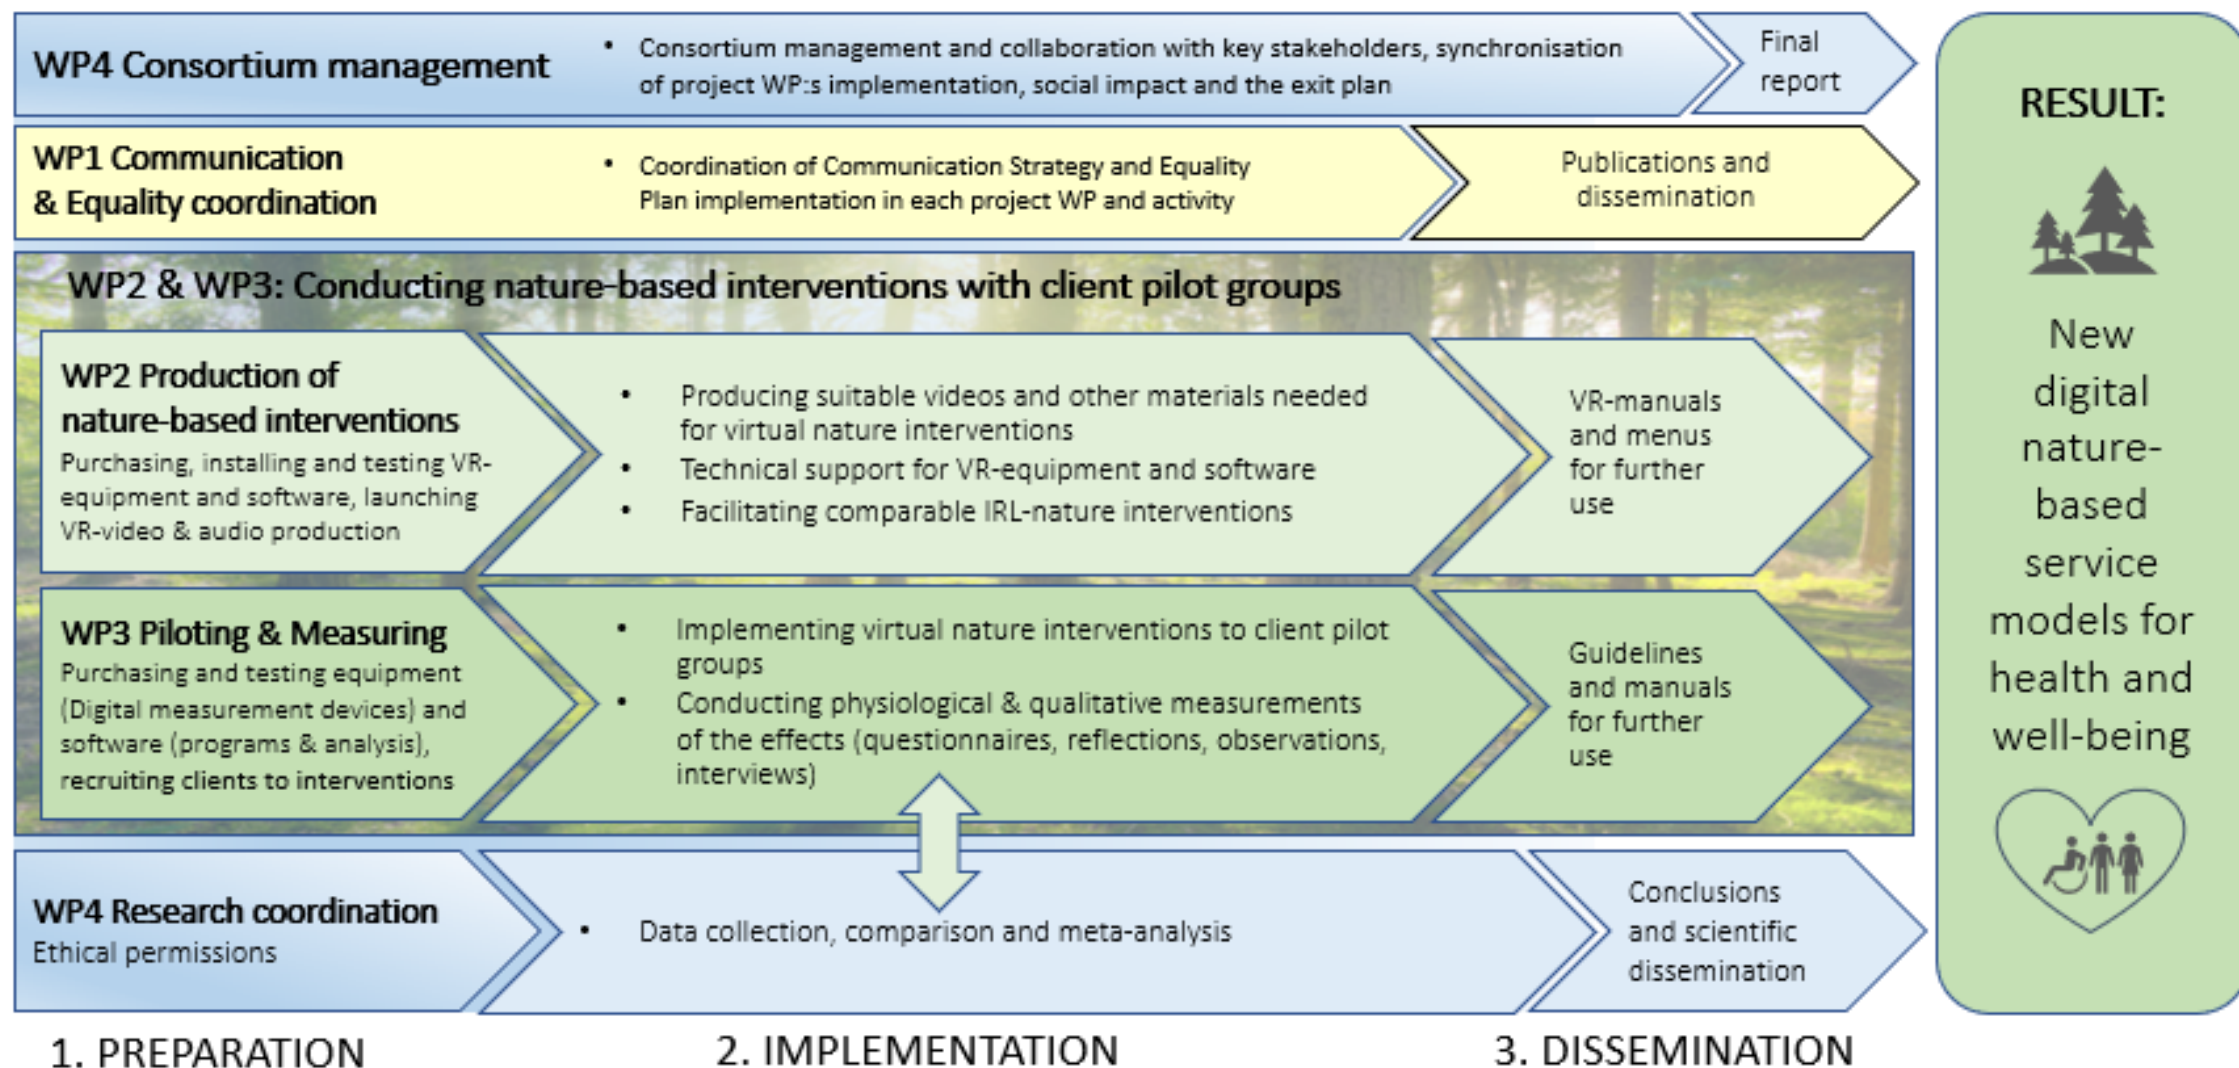 WP4 Consortium management
• Consortium management and collaboration with key stakeholders, synchronisation
of project WP:s implementation, social impact and the exit plan
Final
report
WP1 Communication
& Equality coordination
• Coordination of Communication Strategy and Equality
Plan implementation in each project WP and activity
Publications and
dissemination
WP2 & WP3: Conducting nature-based interventions with client pilot groups
WP2 Production of
nature-based interventions
Purchasing, installing and testing VR-
equipment and software, launching
VR-video & audio production
• Producing suitable videos and other materials needed
for virtual nature interventions
• Technical support for VR-equipment and software
• Facilitating comparable IRL-nature interventions
VR-manuals
and menus
for further
use
WP3 Piloting & Measuring
Purchasing and testing equipment
(Digital measurement devices) and
software (programs & analysis),
recruiting clients to interventions
• Implementing virtual nature interventions to client pilot
groups
• Conducting physiological & qualitative measurements
of the effects (questionnaires, reflections, observations,
interviews)
Guidelines
and manuals
for further
use
WP4 Research coordination
Ethical permissions
• Data collection, comparison and meta-analysis
Conclusions
and scientific
dissemination
1. PREPARATION
2. IMPLEMENTATION
3. DISSEMINATION
RESULT:
New
digital
nature-
based
service
models for
health and
well-being